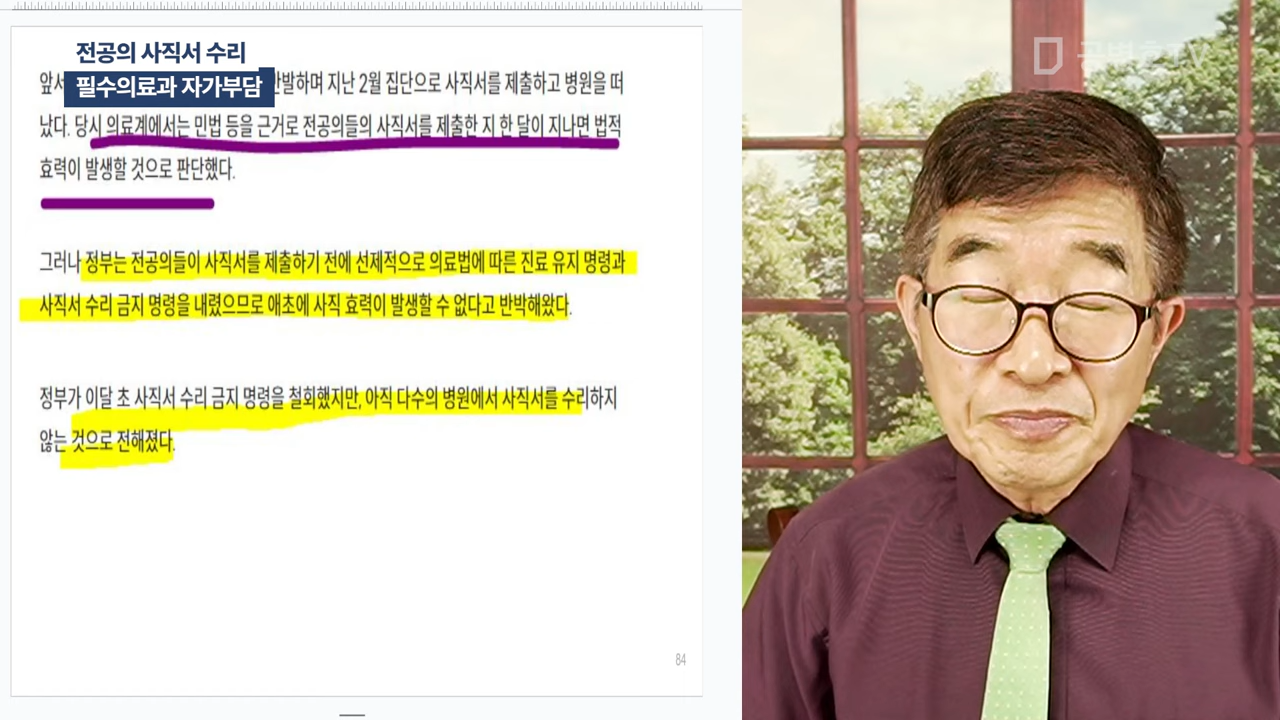 전공의 사직서 수리
필수의료과 자가부담
앞서 반발하며 지난 2월 집단으로 사직서를 제출하고 병원을 떠
났다. 당시 의료계에서는 민법 등을 근거로 전공의들의 사직서를 제출한 지 한 달이 지나면 법적
효력이 발생할 것으로 판단했다.
그러나 정부는 전공의들이 사직서를 제출하기 전에 선제적으로 의료법에 따른 진료 유지 명령과
사직서 수리 금지 명령을 내렸으므로 애초에 사직 효력이 발생할 수 없다고 반박해왔다.
정부가 이달 초 사직서 수리 금지 명령을 철회했지만, 아직 다수의 병원에서 사직서를 수리하지
않는 것으로 전해졌다.
84
공병호TV